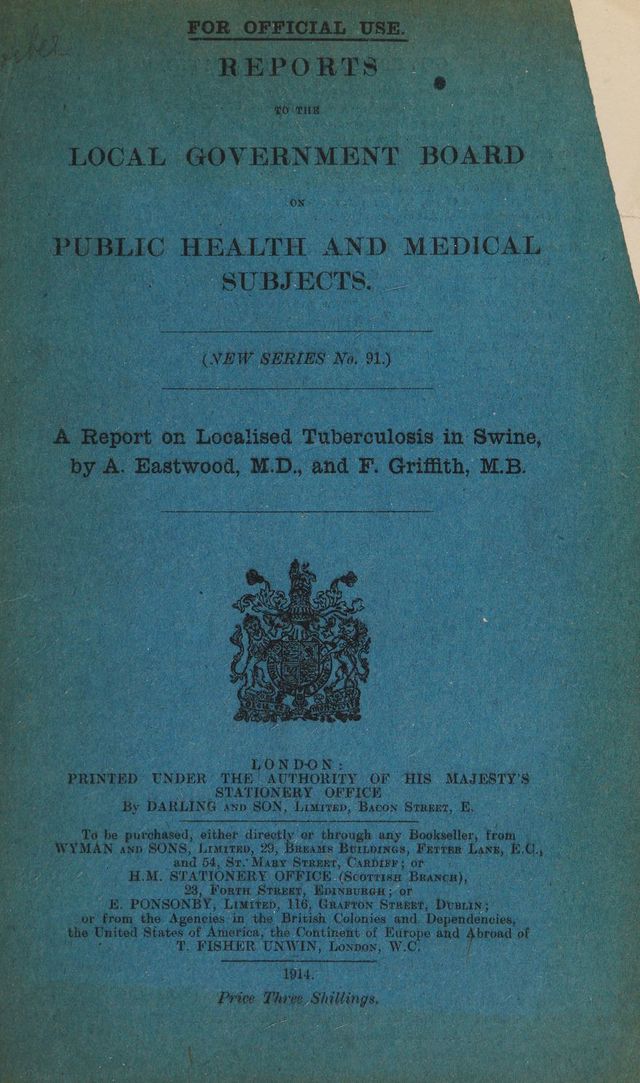 FOR OFFICIAL USE.
REPORTS
TO THE
LOCAL GOVERNMENT BOARD
ON
PUBLIC HEALTH AND MEDICAL
SUBJECTS.
(NEW SERIES No. 91.)
A Report on Localised Tuberculosis in Swine,
by A. Eastwood, M.D., and F. Griffith, M.B.
LONDON:
PRINTED UNDER THE AUTHORITY OF HIS MAJESTY'S
STATIONERY OFFICE
By DARLING AND SON, LIMITED, BACON STREET, E.
To be purchased, either directly or through any Bookseller, from
WYMAN AND SONS, LIMITED, 29, BREAMS BUILDINGS, FETTER LANE, E.C.,
and 54, ST. MARY STREET, CARDIFF; or
H.M. STATIONERY OFFICE (SCOTTISH BRANCH),
23, FORTH STREET, EDINBURGH; or
E. PONSONBY, LIMITED, 116, GRAFTON STREET, DUBLIN;
or from the Agencies in the British Colonies and Dependencies,
the United States of America, the Continent of Europe and Abroad of
T. FISHER UNWIN, LONDON, W.C.
1914.
Price Three Shillings.